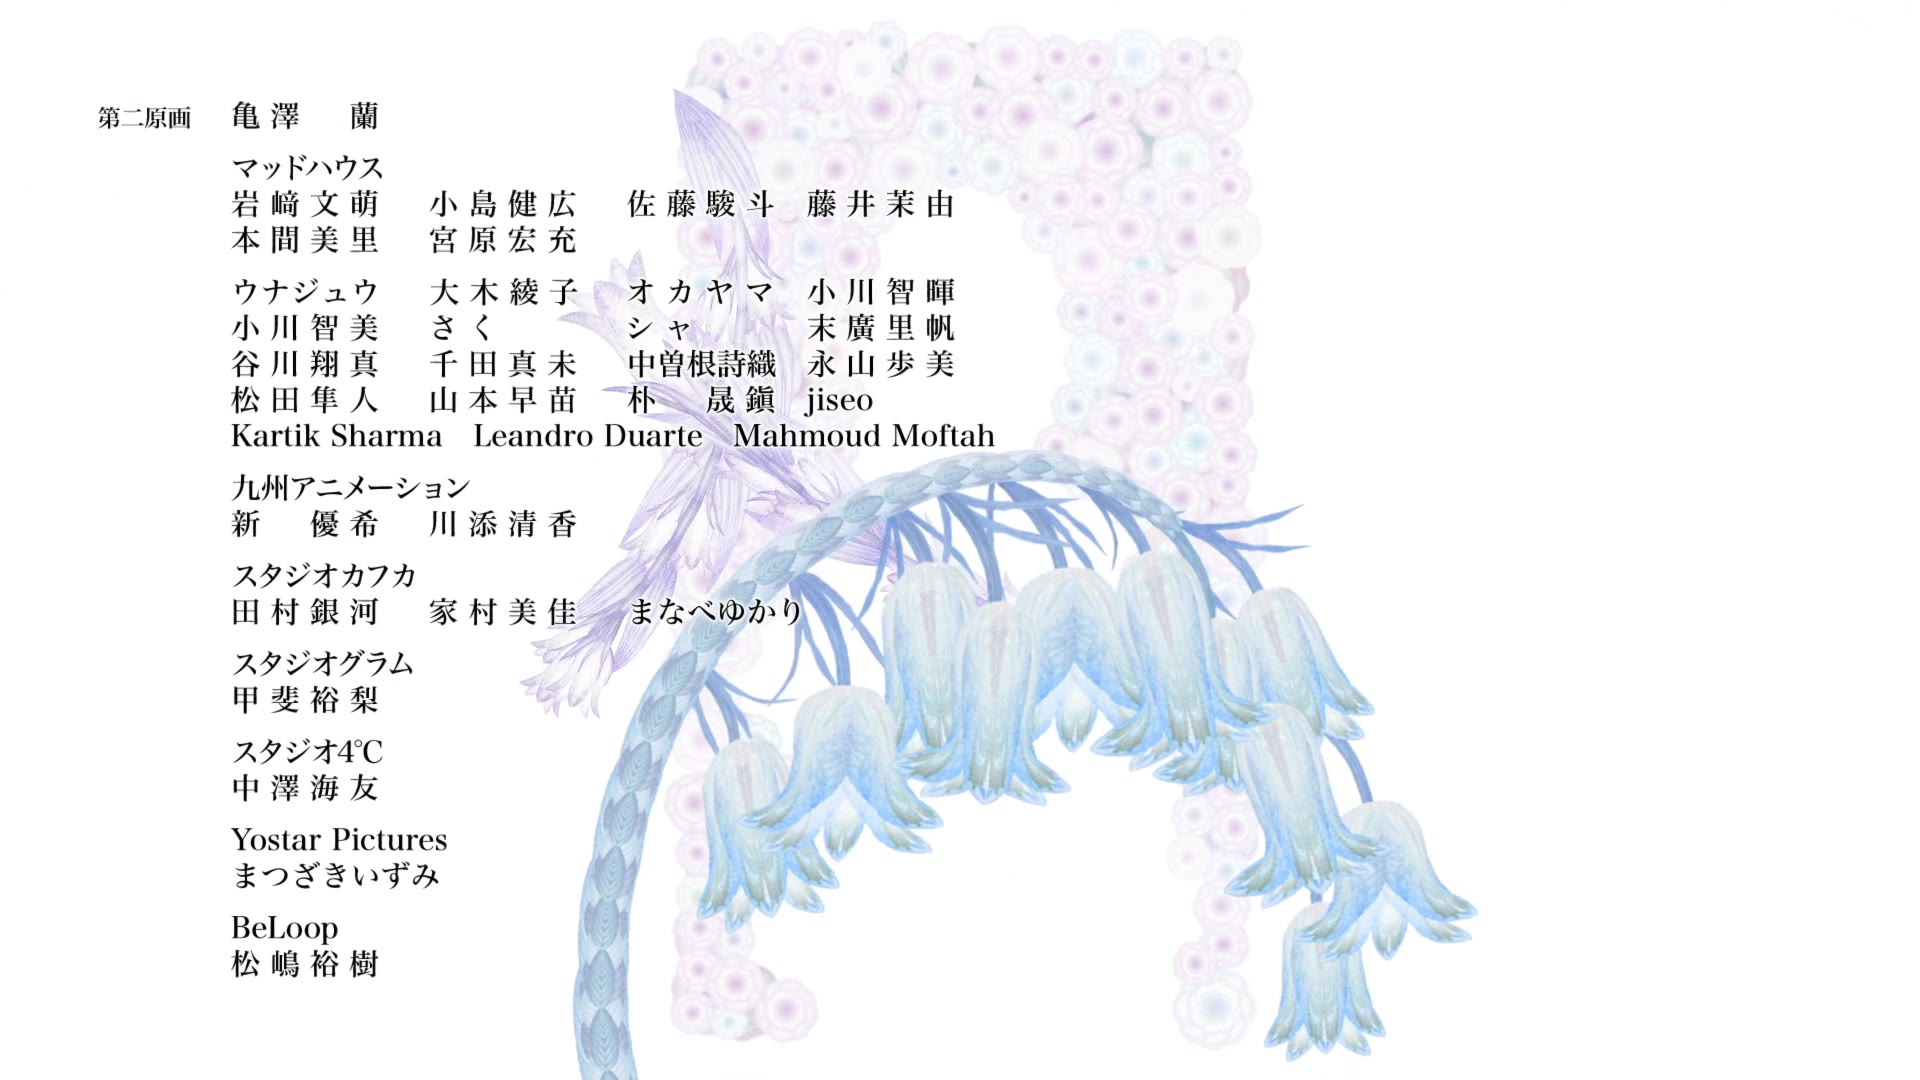 第二原画 亀澤 蘭
マッドハウス
岩﨑文萌 小島健広 佐藤駿斗 藤井茉由
本間美里 宮原宏充
ウナジュウ 大木綾子 オカヤマ 小川智暉
小川智美 さく シャ 末廣里帆
谷川翔真 千田真未 中曽根詩織 永山歩美
松田隼人 山本早苗 朴 晟鎭 jiseo
Kartik Sharma Leandro Duarte Mahmoud Moftah
九州アニメーション
新 優希 川添清香
スタジオカフカ
田村銀河 家村美佳 まなべゆかり
スタジオグラム
甲斐裕梨
スタジオ4℃
中澤海友
Yostar Pictures
まつざきいずみ
BeLoop
松嶋裕樹